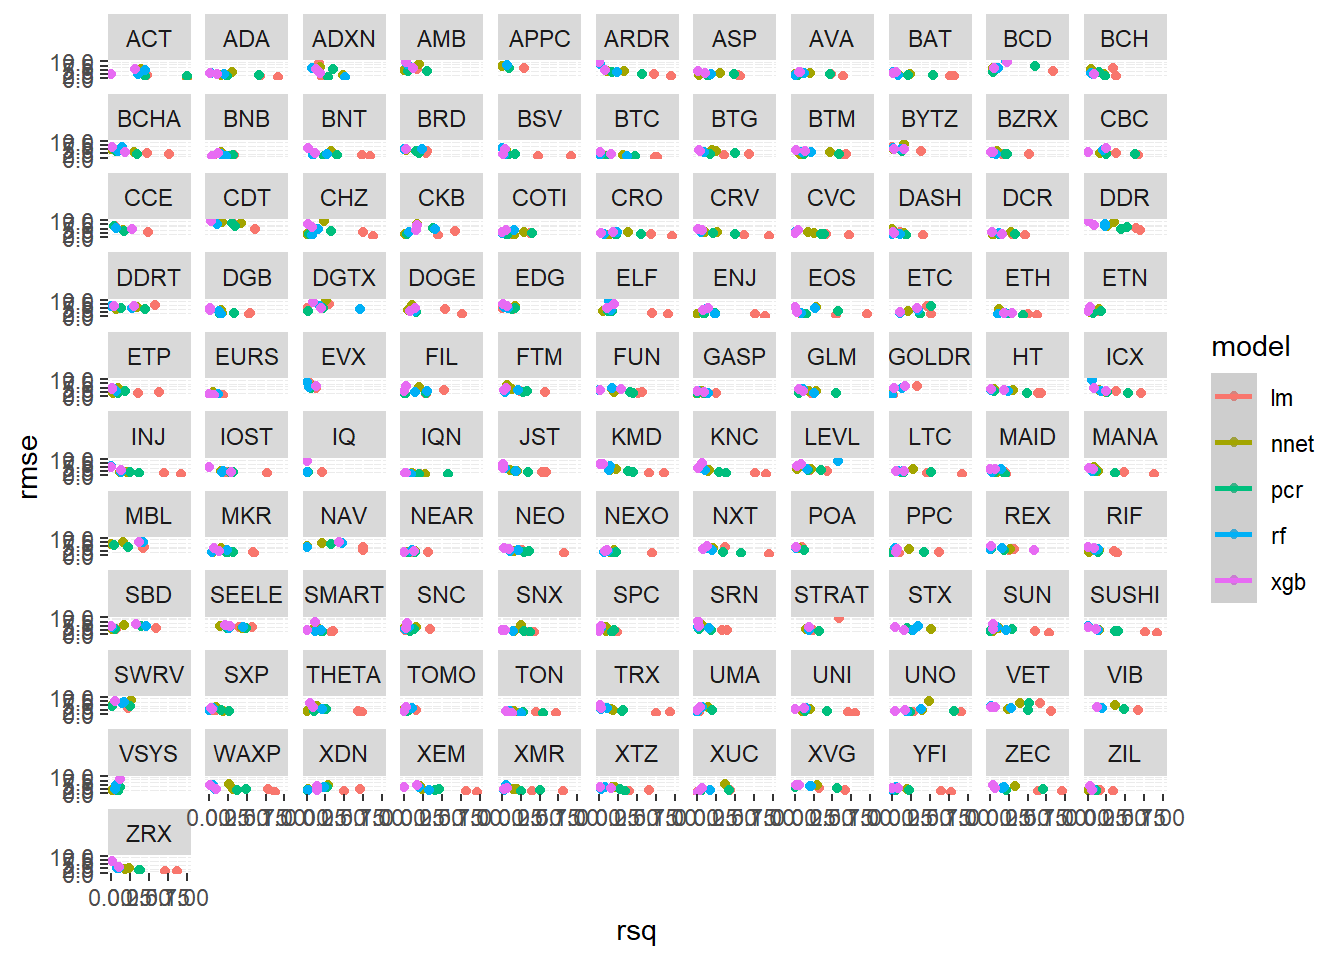 ACT ADA ADXN AMB APPC ARDR ASP AVA BAT BCD BCH
BCHA BNB BNT BRD BSV BTC BTG BTM BYTZ BZRX CBC
CCE CDT CHZ CKB COTI CRO CRV CVC DASH DCR DDR
DDRT DGB DGTX DOGE EDG ELF ENJ EOS ETC ETH ETN
ETP EURS EVX FIL FTM FUN GASP GLM GOLDR HT ICX
INJ IOST IQ IQN JST KMD KNC LEVL LTC MAID MANA
MBL MKR NAV NEAR NEO NEXO NXT POA PPC REX RIF
SBD SEELE SMART SNC SNX SPC SRN STRAT STX SUN SUSHI
SWRV SXP THETA TOMO TON TRX UMA UNI UNO VET VIB
VSYS WAXP XDN XEM XMR XTZ XUC XVG YFI ZEC ZIL
ZRX
rsq
rmse
model
lm
nnet
pcr
rf
xgb